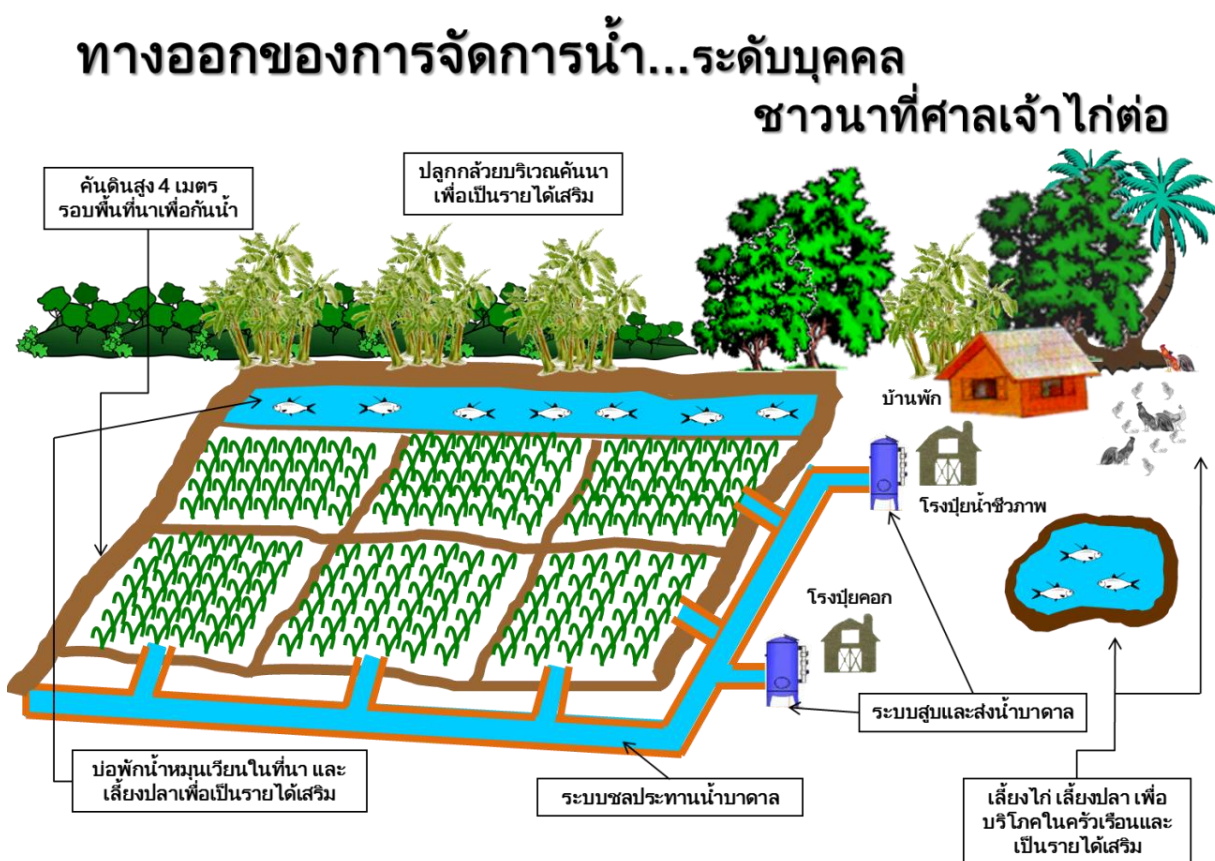 ทางออกของการจัดการน้ำ...ระดับบุคคล
ชาวนาที่ศาลเจ้าไก่ต่อ
คันดินสูง 4 เมตร
รอบพื้นที่นาเพื่อกันน้ำ
ปลูกกล้วยบริเวณคันนา
เพื่อเป็นรายได้เสริม
บ้านพัก
โรงปุ๋ยน้ำชีวภาพ
โรงปุ๋ยคอก
ระบบสูบและส่งน้ำบาดาล
บ่อพักน้ำหมุนเวียนในที่นา และ
เลี้ยงปลาเพื่อเป็นรายได้เสริม
ระบบชลประทานน้ำบาดาล
เลี้ยงไก่ เลี้ยงปลา เพื่อ
บริโภคในครัวเรือนและ
เป็นรายได้เสริม